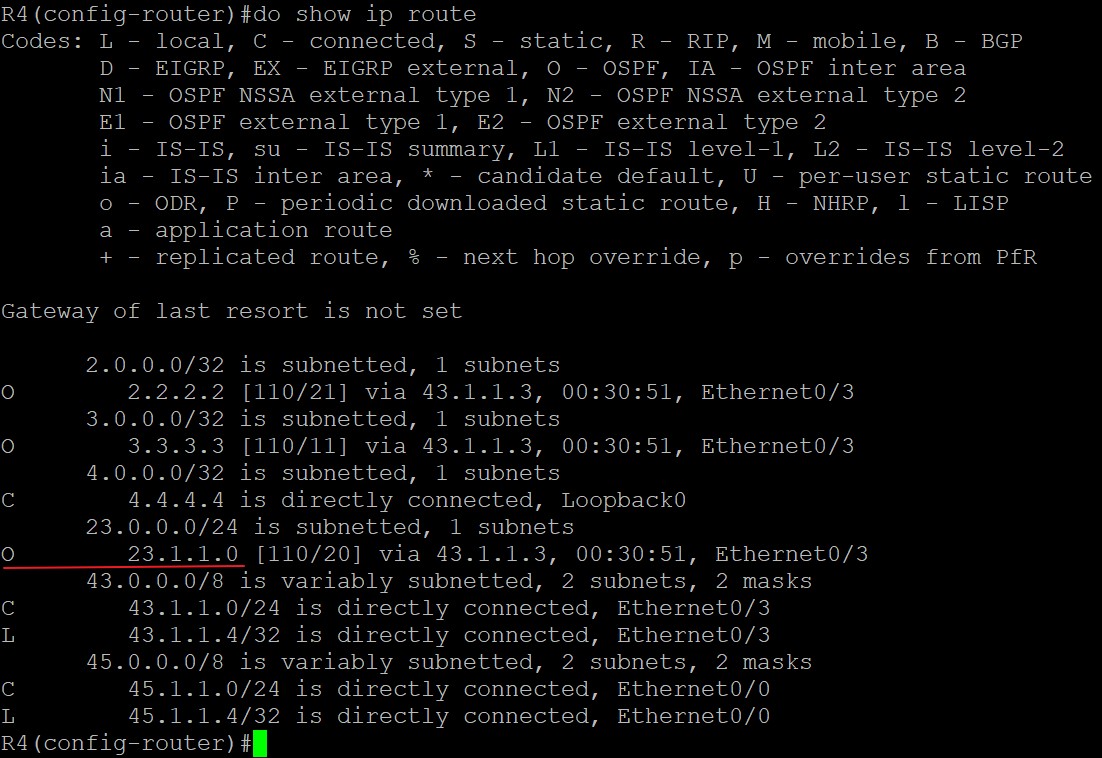 R4(config-router)#do show ip route
Codes: L - local, C - connected, S - static, R - RIP, M - mobile, B - BGP
       D - EIGRP, EX - EIGRP external, O - OSPF, IA - OSPF inter area
       N1 - OSPF NSSA external type 1, N2 - OSPF NSSA external type 2
       E1 - OSPF external type 1, E2 - OSPF external type 2
       i - IS-IS, su - IS-IS summary, L1 - IS-IS level-1, L2 - IS-IS level-2
       ia - IS-IS inter area, * - candidate default, U - per-user static route
       o - ODR, P - periodic downloaded static route, H - NHRP, l - LISP
       a - application route
       + - replicated route, % - next hop override, p - overrides from PfR

Gateway of last resort is not set

      2.0.0.0/32 is subnetted, 1 subnets
O        2.2.2.2 [110/21] via 43.1.1.3, 00:30:51, Ethernet0/3
      3.0.0.0/32 is subnetted, 1 subnets
O        3.3.3.3 [110/11] via 43.1.1.3, 00:30:51, Ethernet0/3
      4.0.0.0/32 is subnetted, 1 subnets
C        4.4.4.4 is directly connected, Loopback0
      23.0.0.0/24 is subnetted, 1 subnets
O        23.1.1.0 [110/20] via 43.1.1.3, 00:30:51, Ethernet0/3
      43.0.0.0/8 is variably subnetted, 2 subnets, 2 masks
C        43.1.1.0/24 is directly connected, Ethernet0/3
L        43.1.1.4/32 is directly connected, Ethernet0/3
      45.0.0.0/8 is variably subnetted, 2 subnets, 2 masks
C        45.1.1.0/24 is directly connected, Ethernet0/0
L        45.1.1.4/32 is directly connected, Ethernet0/0
R4(config-router)#